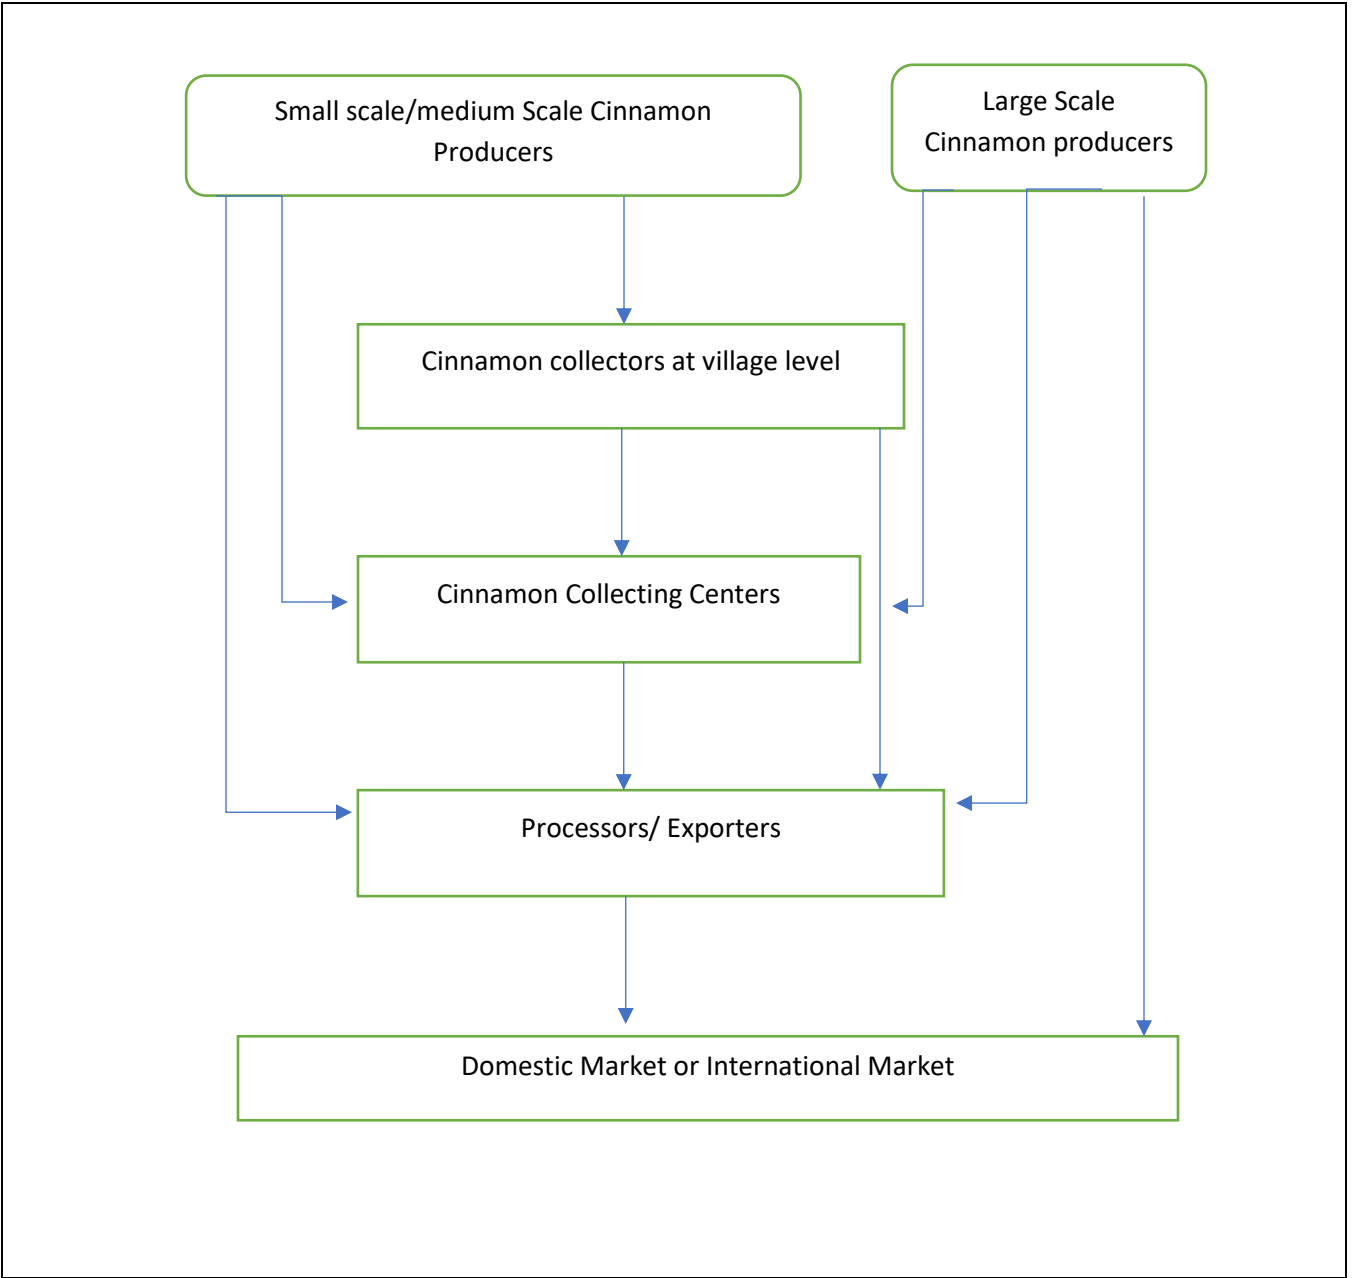 Small scale/medium Scale Cinnamon
Producers
Large Scale
Cinnamon producers
Cinnamon collectors at village level
Cinnamon Collecting Centers
Processors/ Exporters
Domestic Market or International Market